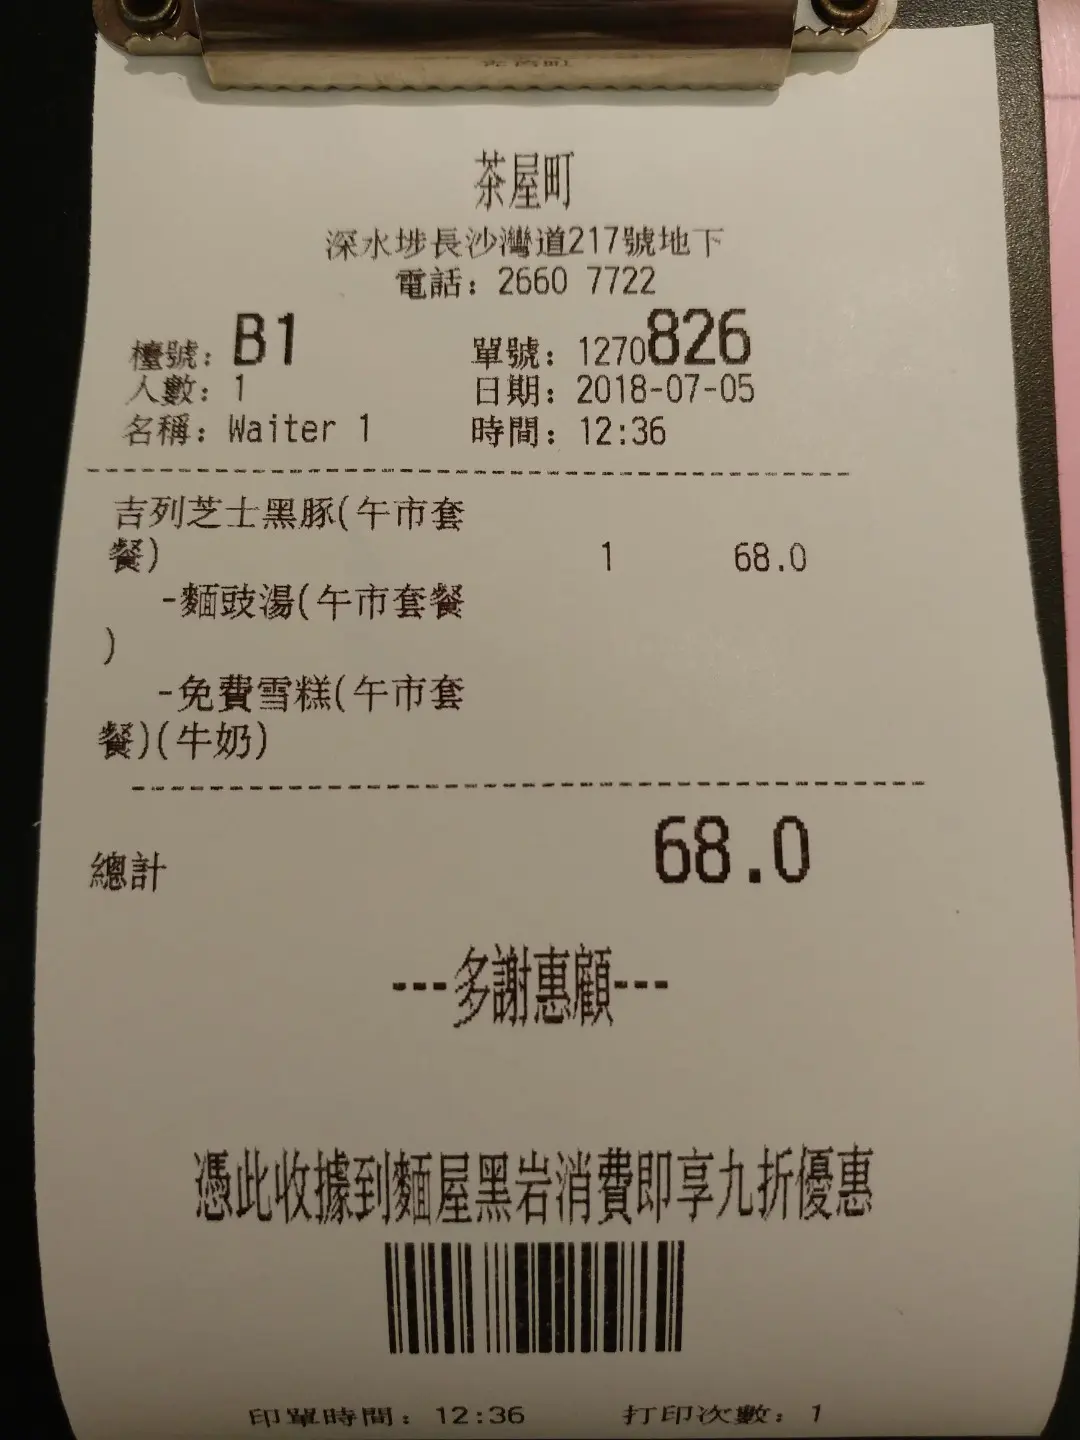 茶屋町
深水埗長沙灣道217號地下
電話: 2660 7722
檯號: B1 單號: 1270826
人數: 1 日期: 2018-07-05
名稱: Waiter 1 時間: 12:36
吉列芝士黑豚(午市套
餐) 1 68.0
-麵豉湯(午市套餐
)
-免費雪糕(午市套
餐)(牛奶)
總計 68.0
---多謝惠顧---
憑此收據到麵屋黑岩消費即享九折優惠
印單時間: 12:36 打印次數: 1